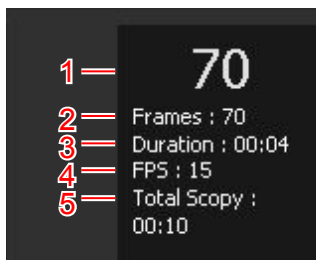 1 70
2 Frames : 70
3 Duration : 00:04
4 FPS : 15
5 Total Scopy :
00:10